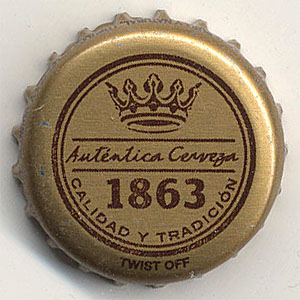 Auténtica Cerveza
1863
CALIDAD Y TRADICIÓN
TWIST OFF